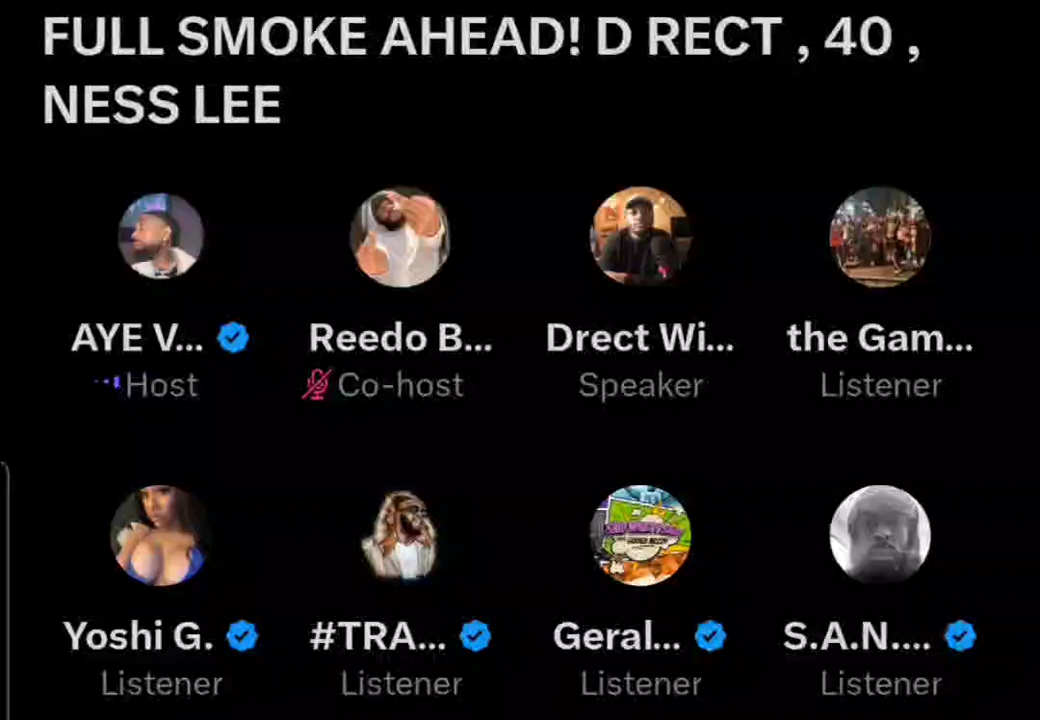 FULL SMOKE AHEAD! D RECT , 40 ,
NESS LEE
AYE V... Reedo B... Drect Wi... the Gam...
Host Co-host Speaker Listener
Yoshi G. #TRA... Geral... S.A.N....
Listener Listener Listener Listener